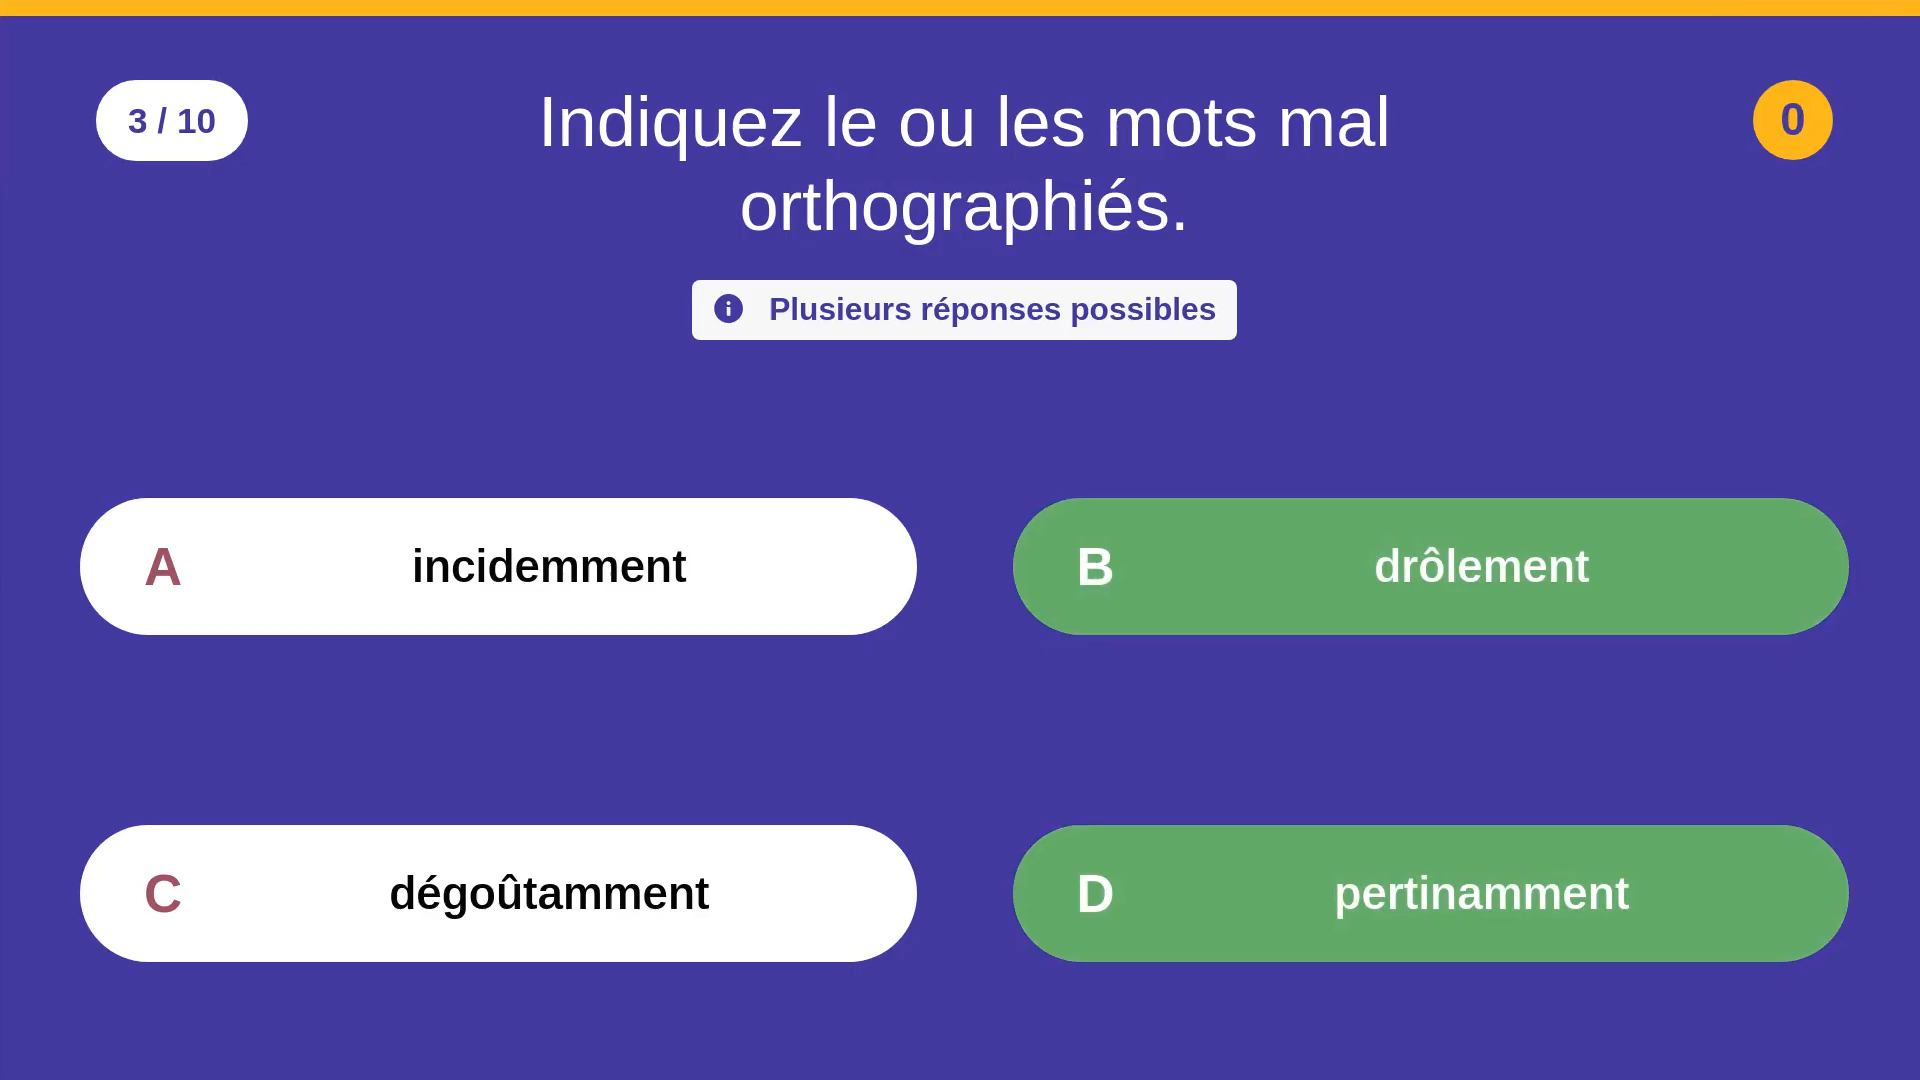 3 / 10
Indiquez le ou les mots mal
orthographiés.
0
Plusieurs réponses possibles
A incidemment
B drôlement
C dégoûtamment
D pertinamment